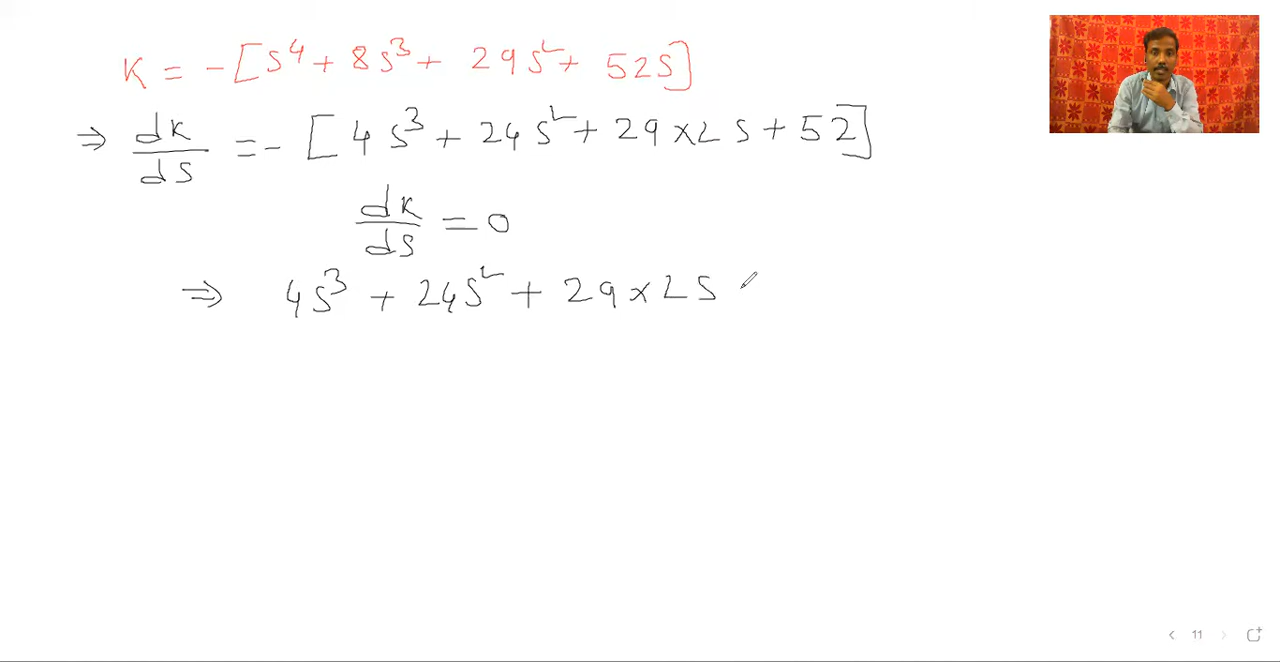 K = -[S⁴ + 8S³ + 29S² + 52S]
⇒ dK/dS = -[4S³ + 24S² + 29×2S + 52]
dK/dS = 0
⇒ 4S³ + 24S² + 29×2S
< 11 >